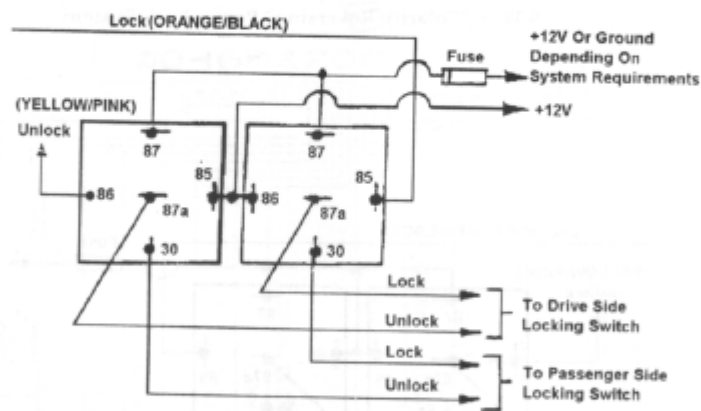 Lock (ORANGE/BLACK)
Fuse
+12V Or Ground
Depending On
System Requirements
+12V
(YELLOW/PINK)
Unlock
87
87
86
85
86
85
87a
87a
30
30
Lock
Unlock
To Drive Side
Locking Switch
Lock
Unlock
To Passenger Side
Locking Switch